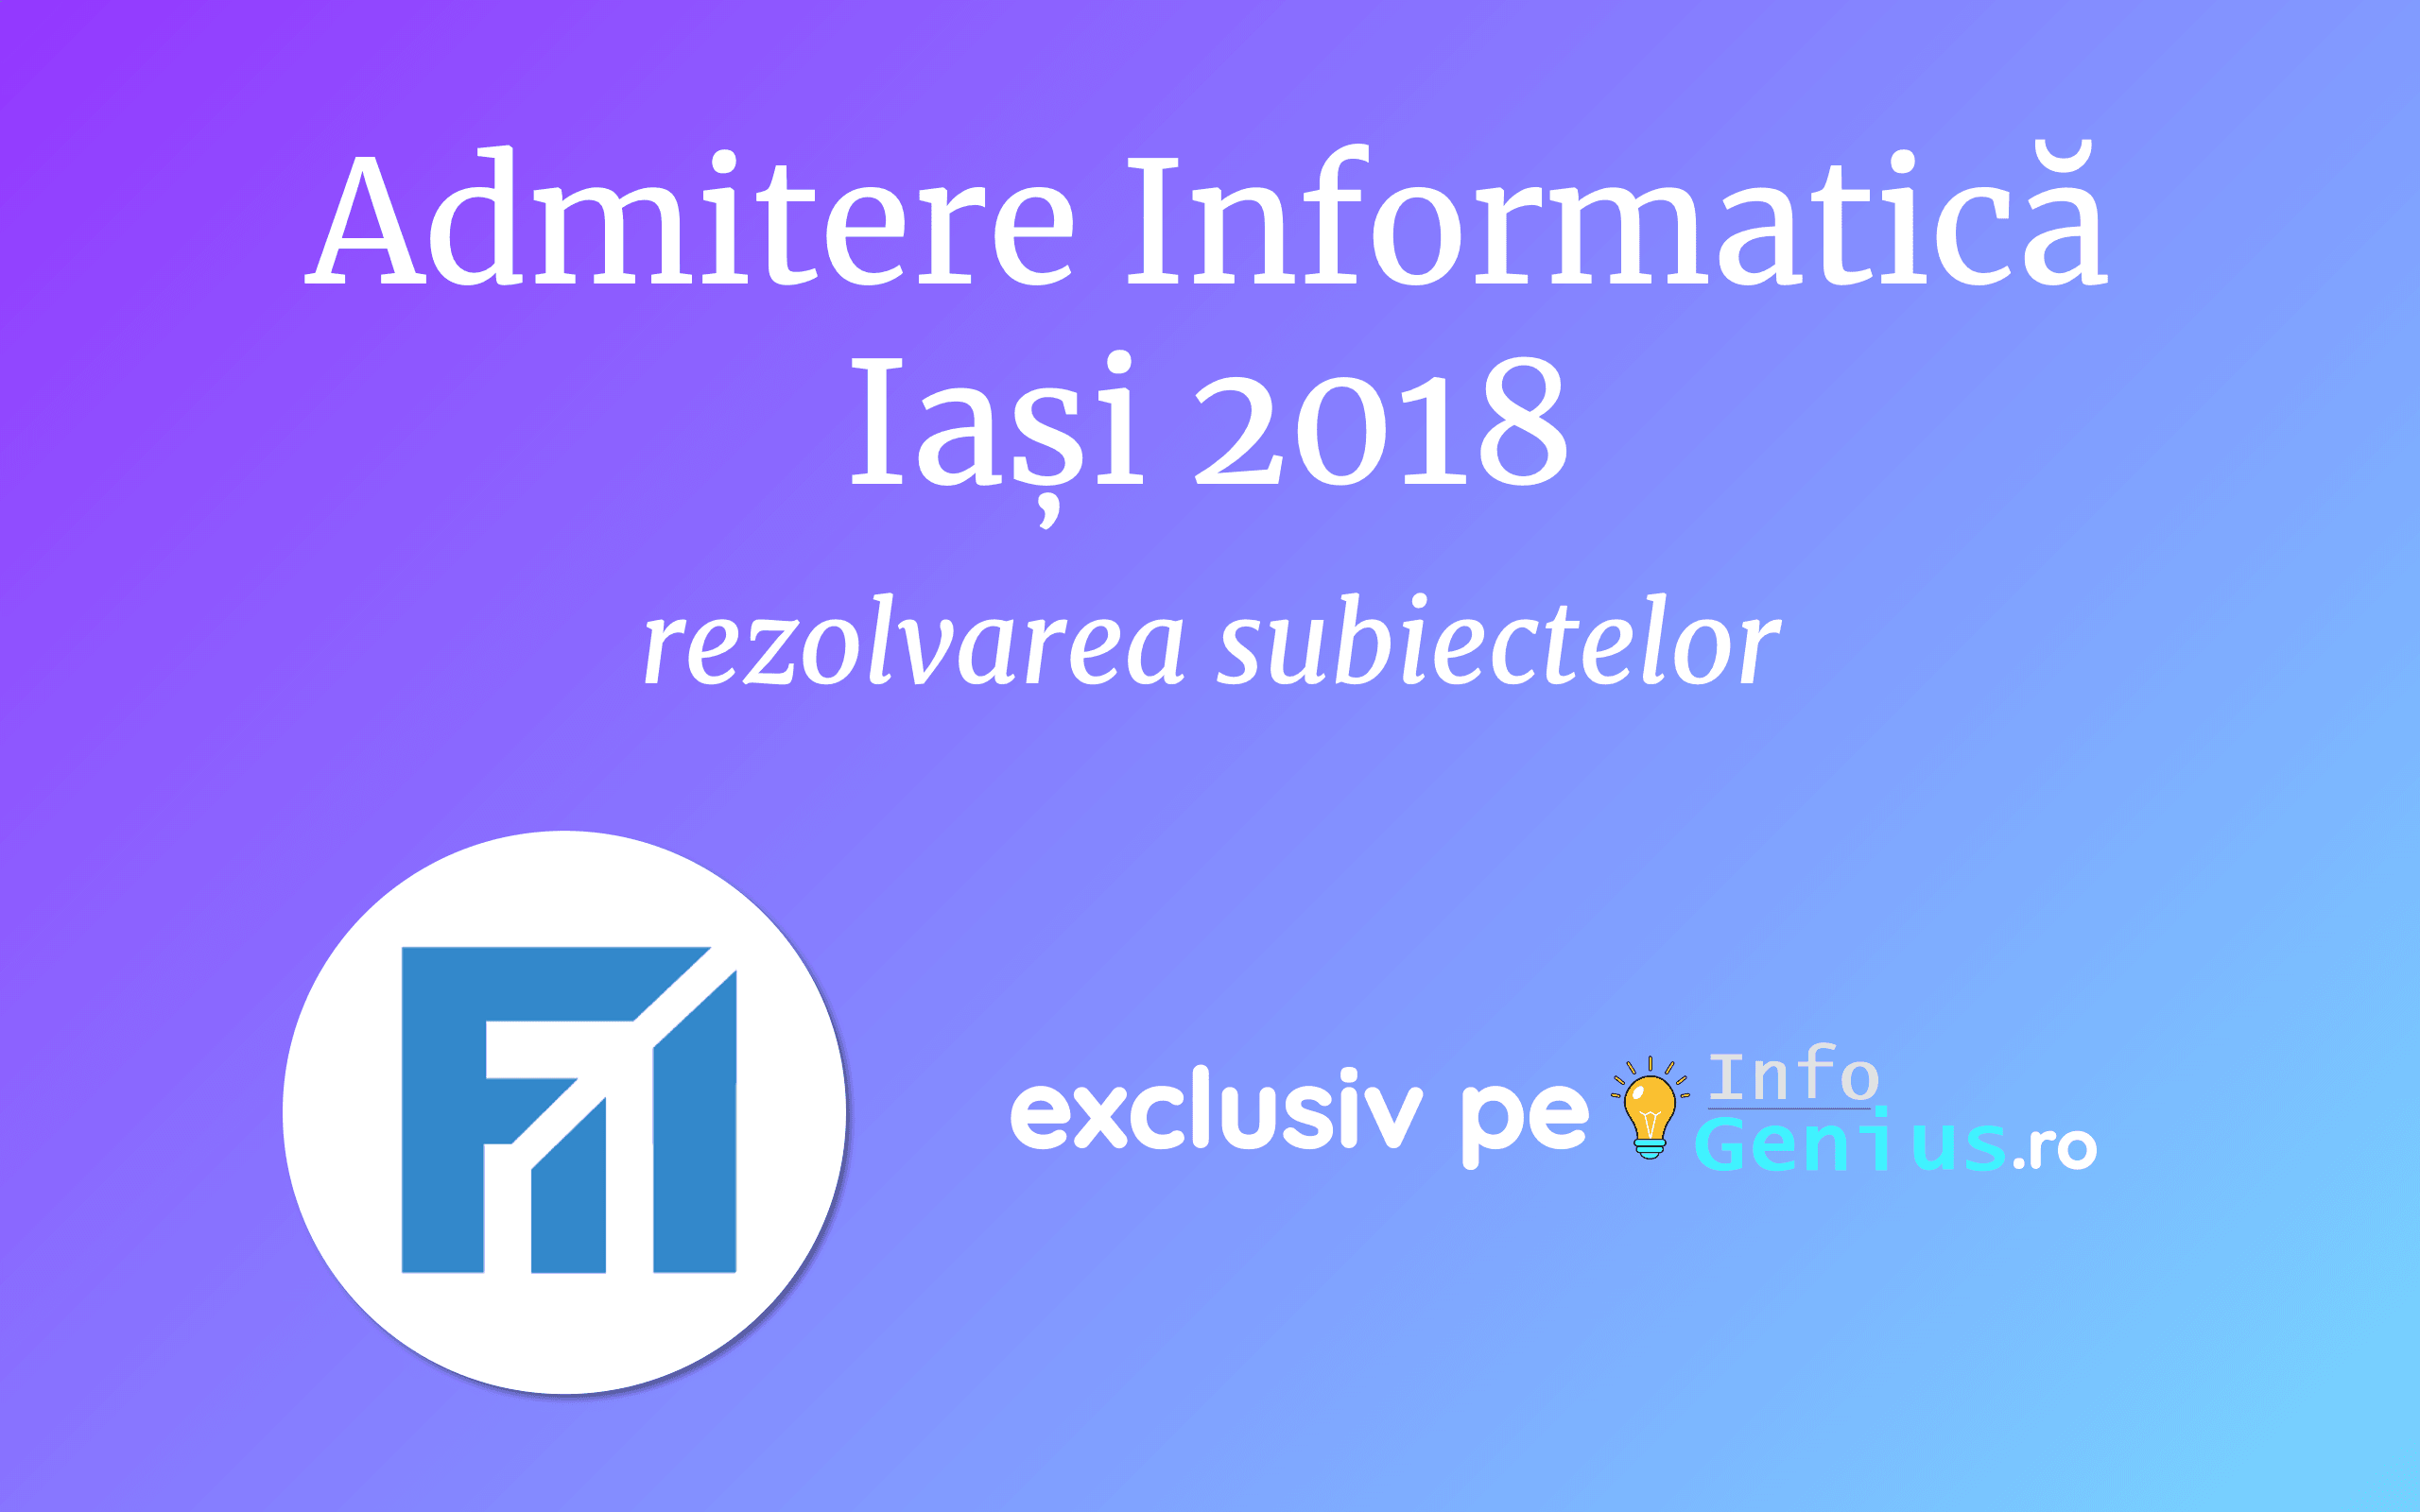 Admitere Informatică
Iași 2018
rezolvarea subiectelor
exclusiv pe
Info
Genius.ro